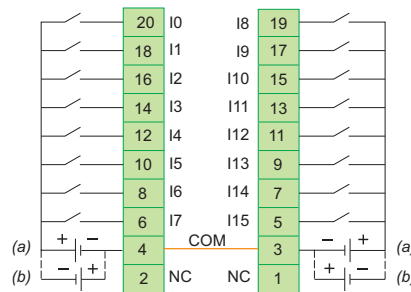 20 I0 I8 19
18 I1 I9 17
16 I2 I10 15
14 I3 I11 13
12 I4 I12 11
10 I5 I13 9
8 I6 I14 7
6 I7 I15 5
(a) + − 4 COM 3 − + (a)
(b) − + 2 NC NC 1 + − (b)